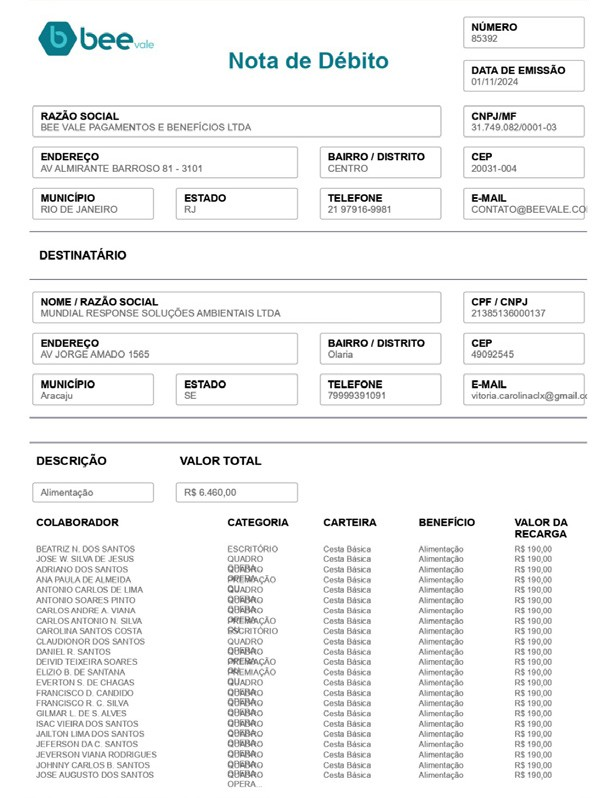 bee vale
Nota de Débito
NÚMERO
85392
DATA DE EMISSÃO
01/11/2024
RAZÃO SOCIAL
BEE VALE PAGAMENTOS E BENEFÍCIOS LTDA
CNPJ/MF
31.749.082/0001-03
ENDEREÇO
AV ALMIRANTE BARROSO 81 - 3101
BAIRRO / DISTRITO
CENTRO
CEP
20031-004
MUNICÍPIO
RIO DE JANEIRO
ESTADO
RJ
TELEFONE
21 97916-9981
E-MAIL
CONTATO@BEEVALE.CO
DESTINATÁRIO
NOME / RAZÃO SOCIAL
MUNDIAL RESPONSE SOLUÇÕES AMBIENTAIS LTDA
CPF / CNPJ
21385136000137
ENDEREÇO
AV JORGE AMADO 1565
BAIRRO / DISTRITO
Olaria
CEP
49092545
MUNICÍPIO
Aracaju
ESTADO
SE
TELEFONE
79999391091
E-MAIL
vitoria.carolinaclx@gmail.co
DESCRIÇÃO VALOR TOTAL
Alimentação R$ 6.460,00
COLABORADOR CATEGORIA CARTEIRA BENEFÍCIO VALOR DA RECARGA
BEATRIZ N. DOS SANTOS ESCRITÓRIO Cesta Básica Alimentação R$ 190,00
JOSE W. SILVA DE JESUS QUADRO Cesta Básica Alimentação R$ 190,00
ADRIANO DOS SANTOS QUADRO Cesta Básica Alimentação R$ 190,00
ANA PAULA DE ALMEIDA PREMIAÇÃO Cesta Básica Alimentação R$ 190,00
ANTONIO CARLOS DE LIMA QUADRO Cesta Básica Alimentação R$ 190,00
ANTONIO SOARES PINTO QUADRO Cesta Básica Alimentação R$ 190,00
CARLOS ANDRE A. VIANA QUADRO Cesta Básica Alimentação R$ 190,00
CARLOS ANTONIO N. SILVA PREMIAÇÃO Cesta Básica Alimentação R$ 190,00
CAROLINA SANTOS COSTA ESCRITÓRIO Cesta Básica Alimentação R$ 190,00
CLAUDIONOR DOS SANTOS QUADRO Cesta Básica Alimentação R$ 190,00
DANIEL R. SANTOS QUADRO Cesta Básica Alimentação R$ 190,00
DEIVID TEIXEIRA SOARES PREMIAÇÃO Cesta Básica Alimentação R$ 190,00
ELIZIO B. DE SANTANA PREMIAÇÃO Cesta Básica Alimentação R$ 190,00
EVERTON S. DE CHAGAS QUADRO Cesta Básica Alimentação R$ 190,00
FRANCISCO D. CANDIDO QUADRO Cesta Básica Alimentação R$ 190,00
FRANCISCO R. C. SILVA QUADRO Cesta Básica Alimentação R$ 190,00
GILMAR L. DE S. ALVES QUADRO Cesta Básica Alimentação R$ 190,00
ISAC VIEIRA DOS SANTOS QUADRO Cesta Básica Alimentação R$ 190,00
JAILTON LIMA DOS SANTOS QUADRO Cesta Básica Alimentação R$ 190,00
JEFERSON DA C. SANTOS QUADRO Cesta Básica Alimentação R$ 190,00
JEVERSON VIANA RODRIGUES QUADRO Cesta Básica Alimentação R$ 190,00
JOHNNY CARLOS B. SANTOS QUADRO Cesta Básica Alimentação R$ 190,00
JOSE AUGUSTO DOS SANTOS QUADRO Cesta Básica Alimentação R$ 190,00
OPERA...